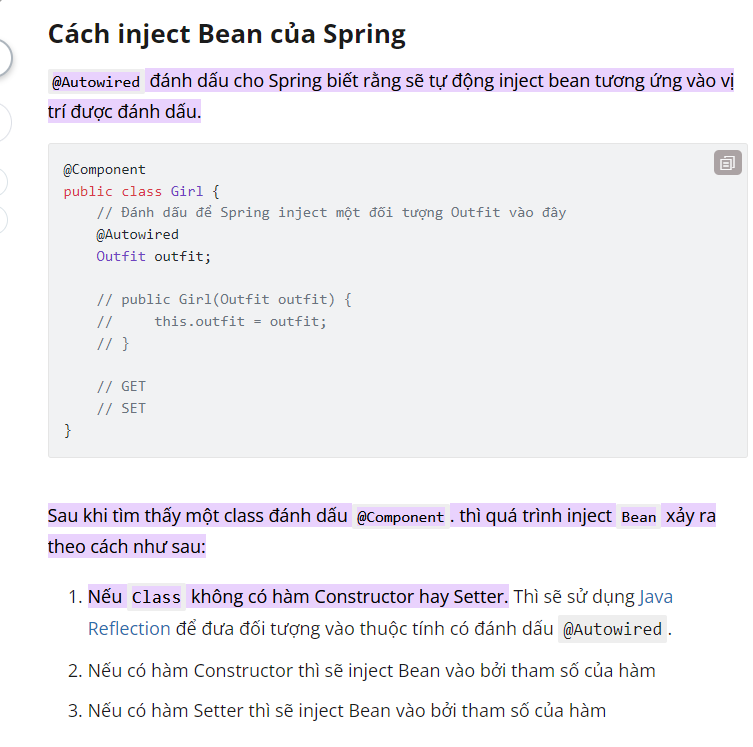 Cách inject Bean của Spring
@Autowired đánh dấu cho Spring biết rằng sẽ tự động inject bean tương ứng vào vị
trí được đánh dấu.
@Component
public class Girl {
    // Đánh dấu để Spring inject một đối tượng Outfit vào đây
    @Autowired
    Outfit outfit;
    // public Girl(Outfit outfit) {
    //     this.outfit = outfit;
    // }
    // GET
    // SET
}
Sau khi tìm thấy một class đánh dấu @Component . thì quá trình inject Bean xảy ra
theo cách như sau:
1. Nếu Class không có hàm Constructor hay Setter. Thì sẽ sử dụng Java
Reflection để đưa đối tượng vào thuộc tính có đánh dấu @Autowired .
2. Nếu có hàm Constructor thì sẽ inject Bean vào bởi tham số của hàm
3. Nếu có hàm Setter thì sẽ inject Bean vào bởi tham số của hàm